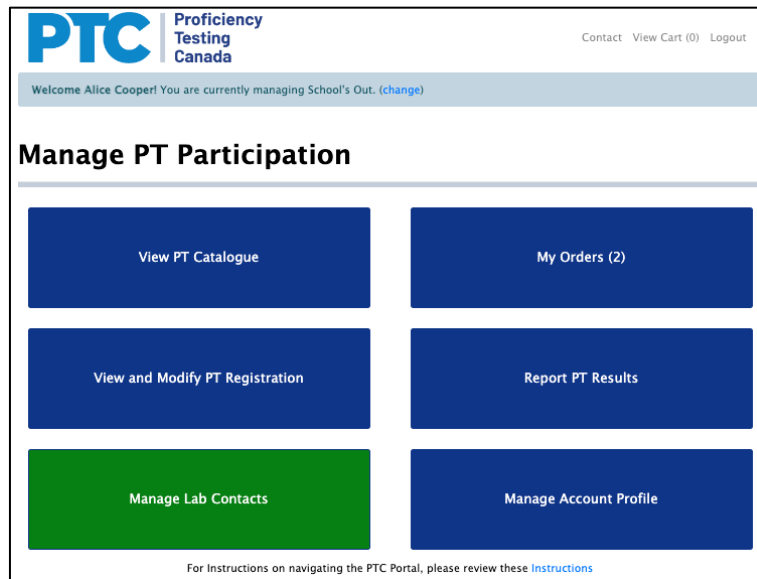 PTC
Proficiency
Testing
Canada
Contact View Cart (0) Logout
Welcome Alice Cooper! You are currently managing School's Out. (change)
Manage PT Participation
View PT Catalogue
My Orders (2)
View and Modify PT Registration
Report PT Results
Manage Lab Contacts
Manage Account Profile
For Instructions on navigating the PTC Portal, please review these Instructions